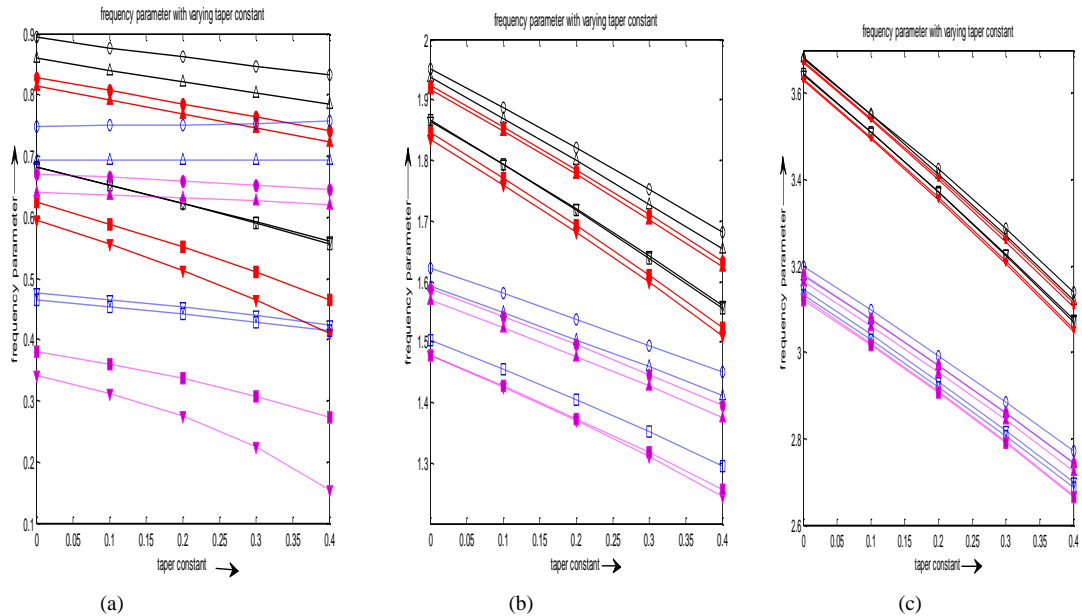 frequency parameter with varying taper constant
0.9
0.8
0.7
0.6
0.5
0.4
0.3
0.2
0.1
frequency parameter
0 0.05 0.1 0.15 0.2 0.25 0.3 0.35 0.4
taper constant
(a)
frequency parameter with varying taper constant
2
1.9
1.8
1.7
1.6
1.5
1.4
1.3
frequency parameter
0 0.05 0.1 0.15 0.2 0.25 0.3 0.35 0.4
taper constant
(b)
frequency parameter with varying taper constant
3.6
3.4
3.2
3
2.8
2.6
frequency parameter
0 0.05 0.1 0.15 0.2 0.25 0.3 0.35 0.4
taper constant
(c)